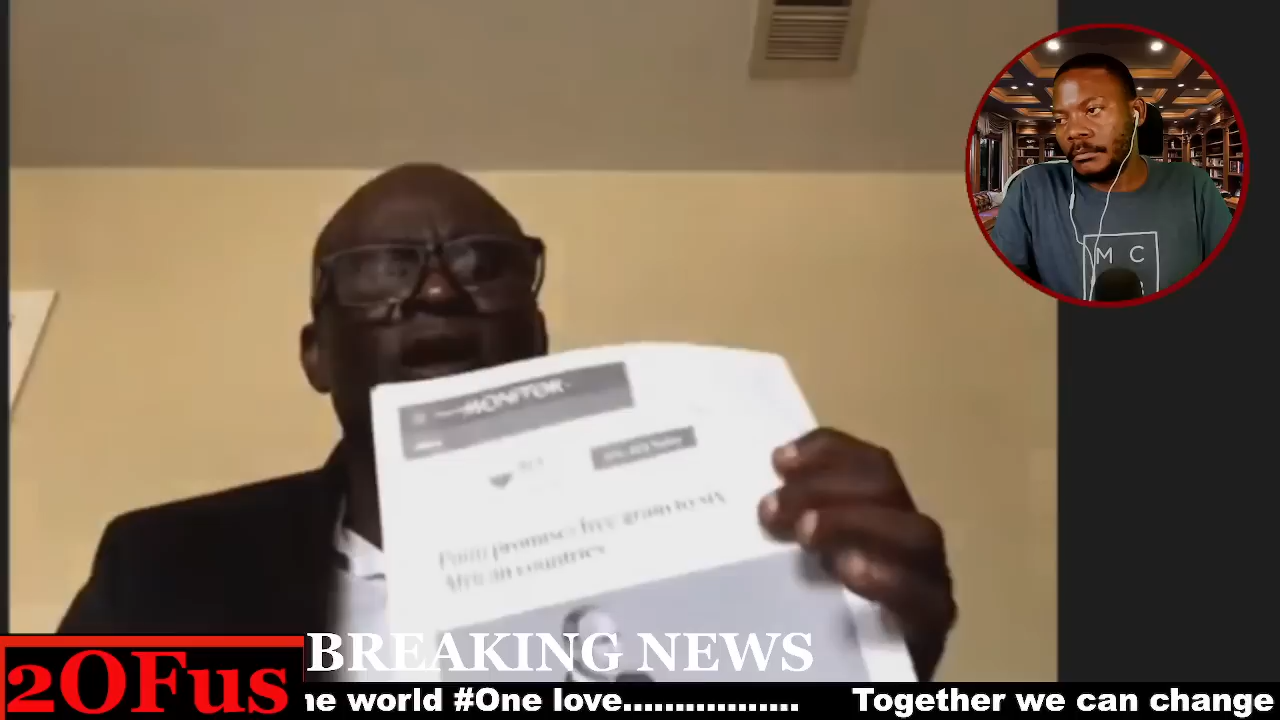 M C
MONITOR
Putin promises free grain to six
African countries
BREAKING NEWS
2OFus
he world #One love................. Together we can change